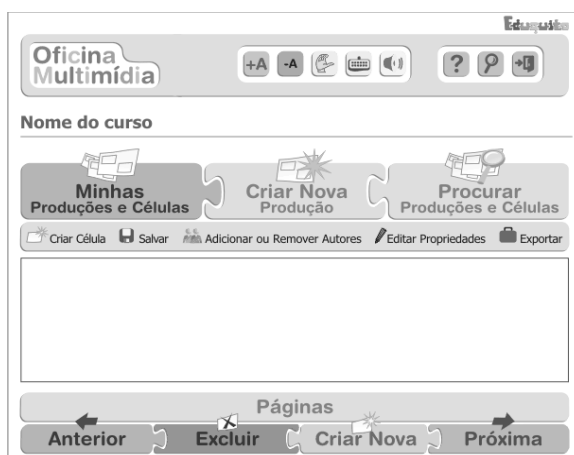 Eduquito
Oficina
Multimídia
+A -A ?
Nome do curso
Minhas
Produções e Células
Criar Nova
Produção
Procurar
Produções e Células
Criar Célula Salvar Adicionar ou Remover Autores Editar Propriedades Exportar
Páginas
Anterior Excluir Criar Nova Próxima